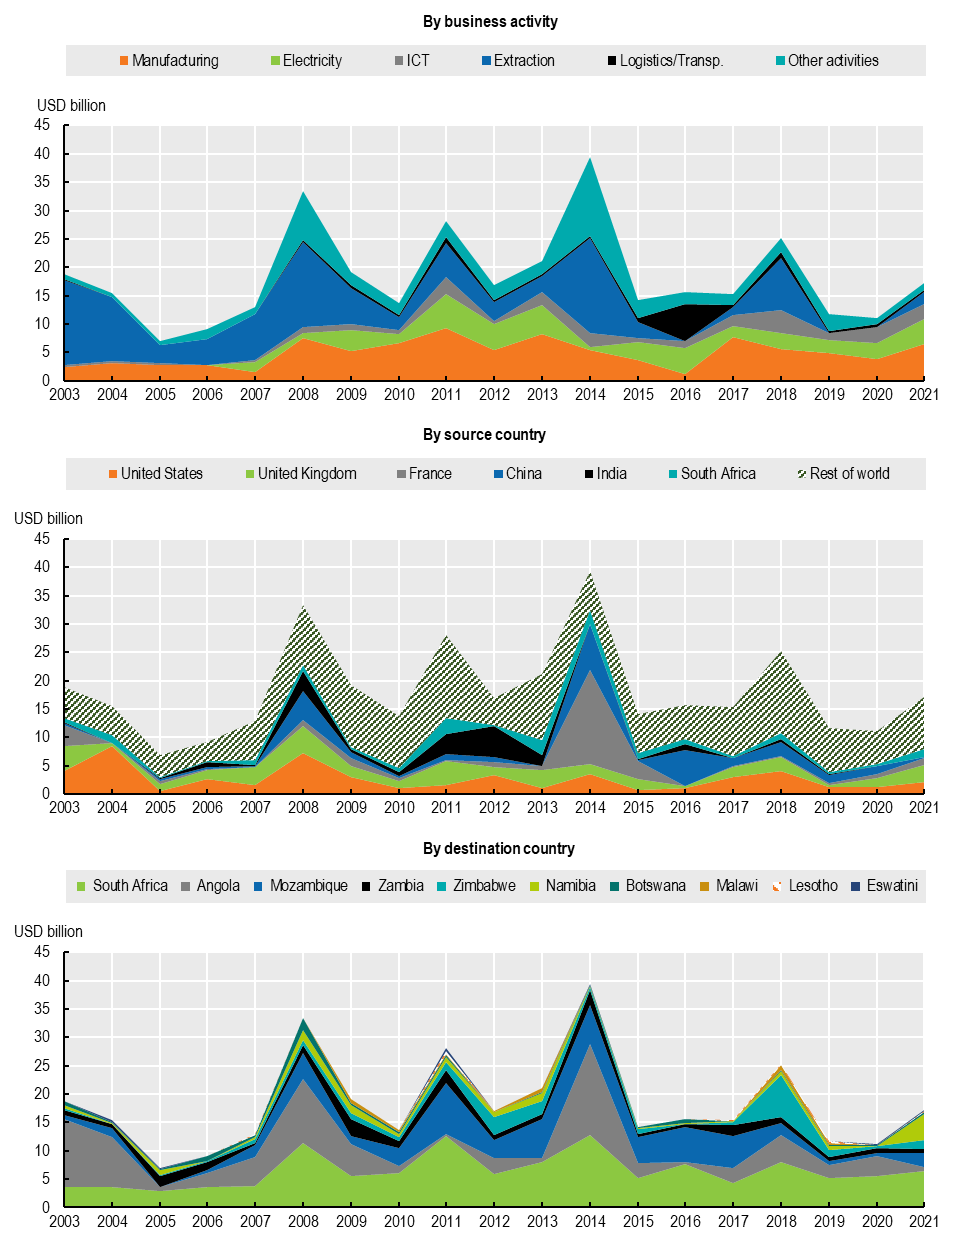 By business activity
Manufacturing Electricity ICT Extraction Logistics/Transp. Other activities
USD billion
45
40
35
30
25
20
15
10
5
0
2003 2004 2005 2006 2007 2008 2009 2010 2011 2012 2013 2014 2015 2016 2017 2018 2019 2020 2021
By source country
United States United Kingdom France China India South Africa Rest of world
USD billion
45
40
35
30
25
20
15
10
5
0
2003 2004 2005 2006 2007 2008 2009 2010 2011 2012 2013 2014 2015 2016 2017 2018 2019 2020 2021
By destination country
South Africa Angola Mozambique Zambia Zimbabwe Namibia Botswana Malawi Lesotho Eswatini
USD billion
45
40
35
30
25
20
15
10
5
0
2003 2004 2005 2006 2007 2008 2009 2010 2011 2012 2013 2014 2015 2016 2017 2018 2019 2020 2021